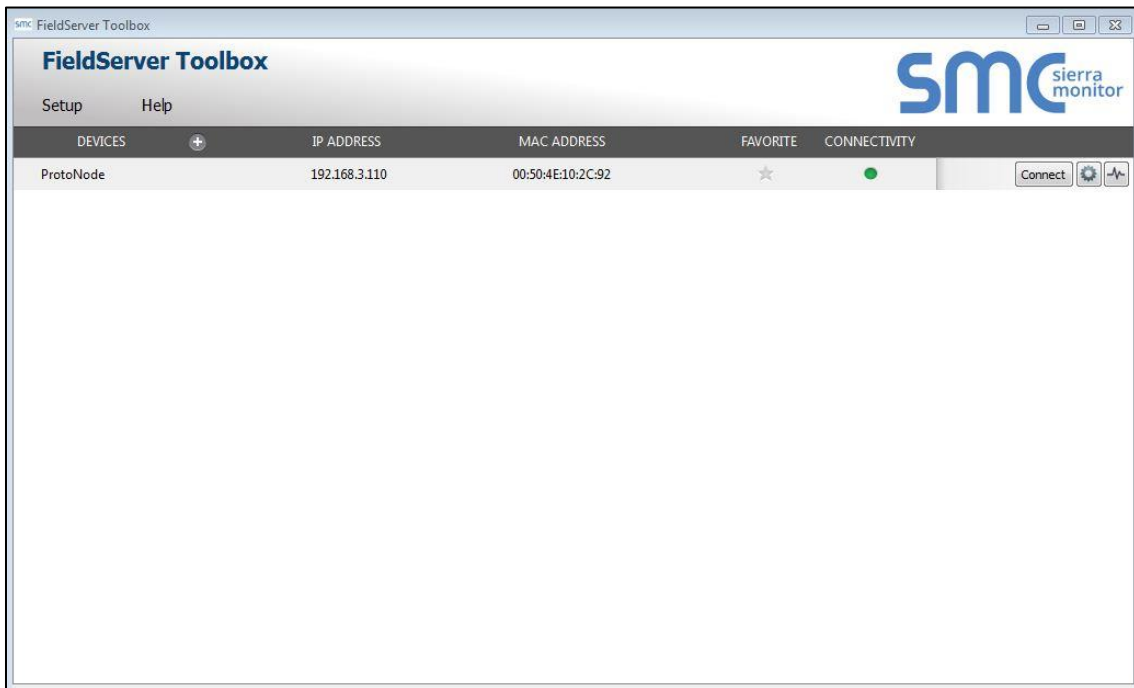 smc FieldServer Toolbox
FieldServer Toolbox
smc sierra monitor
Setup Help
DEVICES IP ADDRESS MAC ADDRESS FAVORITE CONNECTIVITY
ProtoNode 192.168.3.110 00:50:4E:10:2C:92 Connect